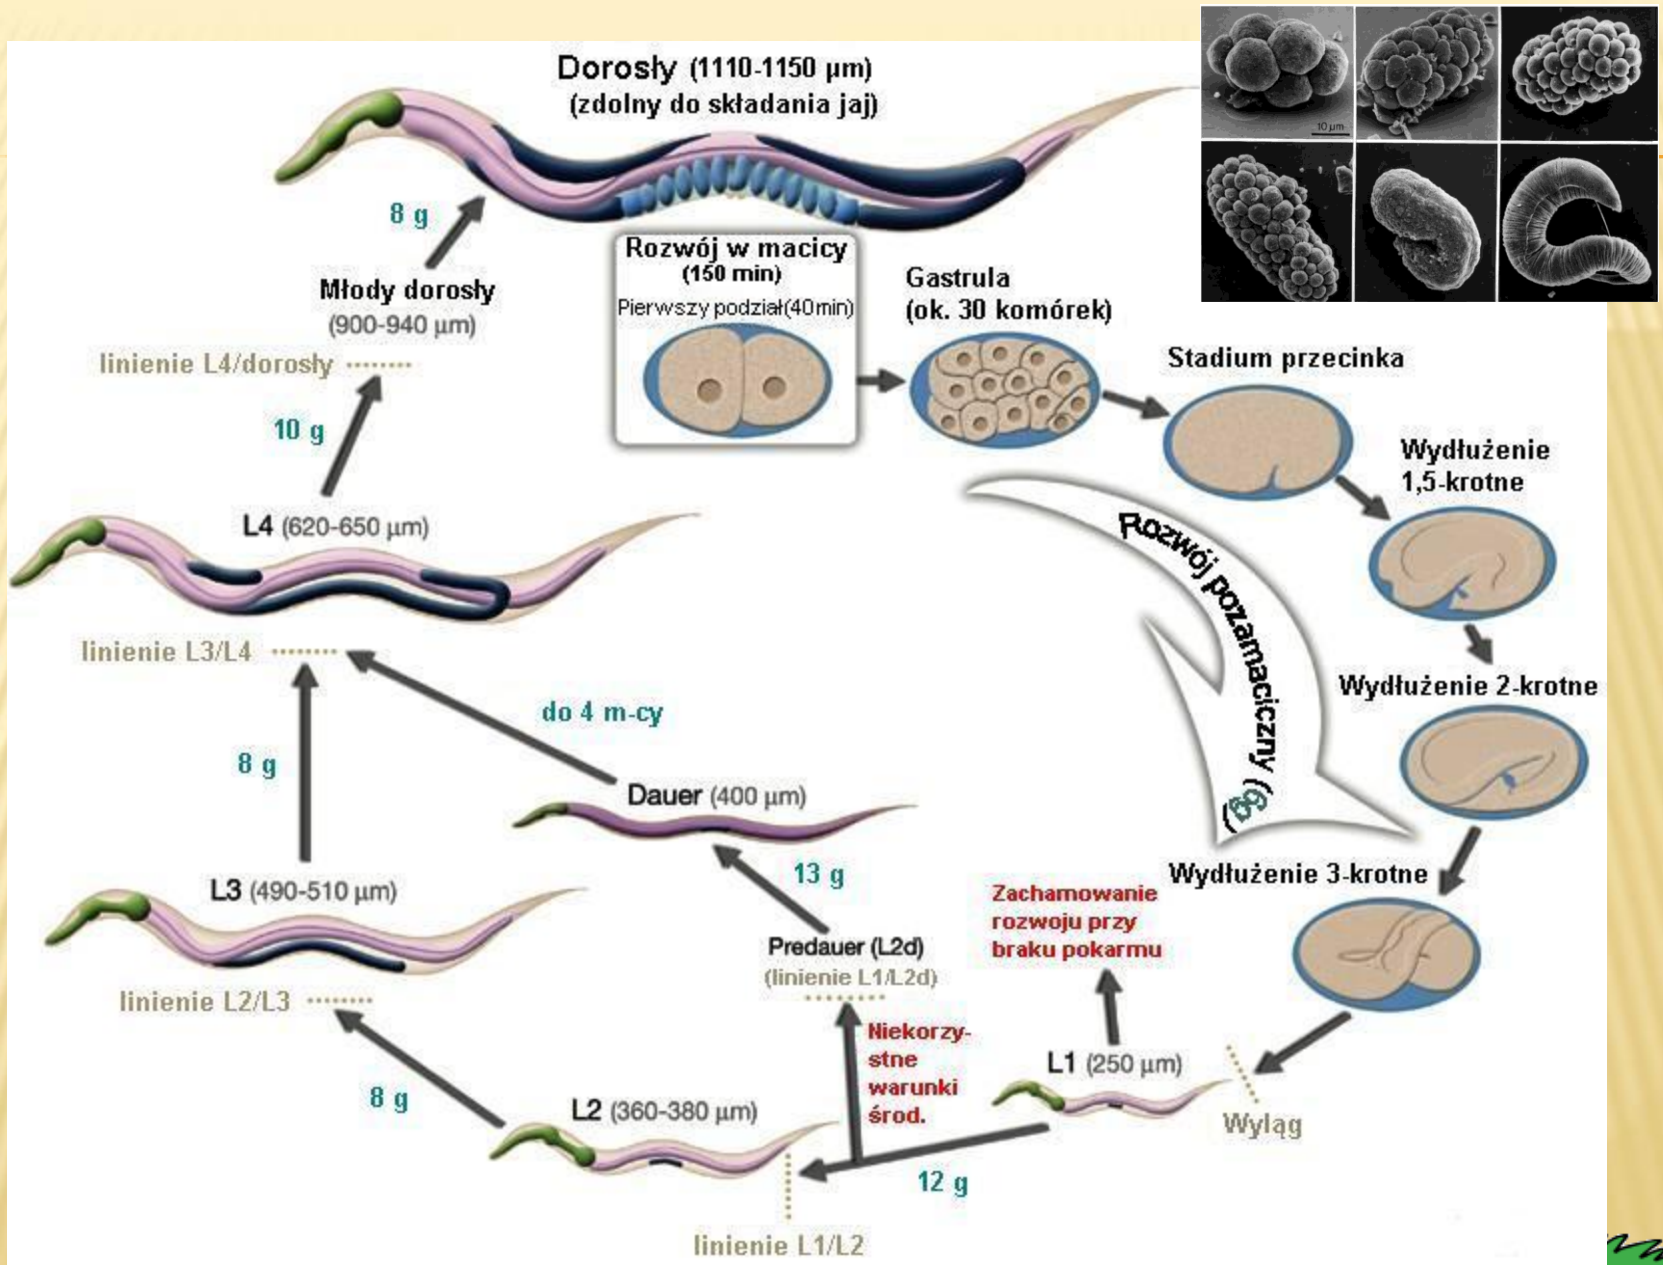 Dorosły (1110-1150 µm)
(zdolny do składania jaj)
10 µm
8 g
Rozwój w macicy
(150 min)
Pierwszy podział(40min)
Gastrula
(ok. 30 komórek)
Stadium przecinka
Wydłużenie
1,5-krotne
Wydłużenie 2-krotne
Wydłużenie 3-krotne
Rozwój pozamaciczny (6g)
Młody dorosły
(900-940 µm)
linienie L4/dorosły
10 g
L4 (620-650 µm)
linienie L3/L4
do 4 m-cy
8 g
Dauer (400 µm)
13 g
L3 (490-510 µm)
Predauer (L2d)
(linienie L1/L2d)
Zachamowanie
rozwoju przy
braku pokarmu
linienie L2/L3
Niekorzy-
stne
warunki
środ.
L1 (250 µm)
Wyląg
8 g
L2 (360-380 µm)
12 g
linienie L1/L2